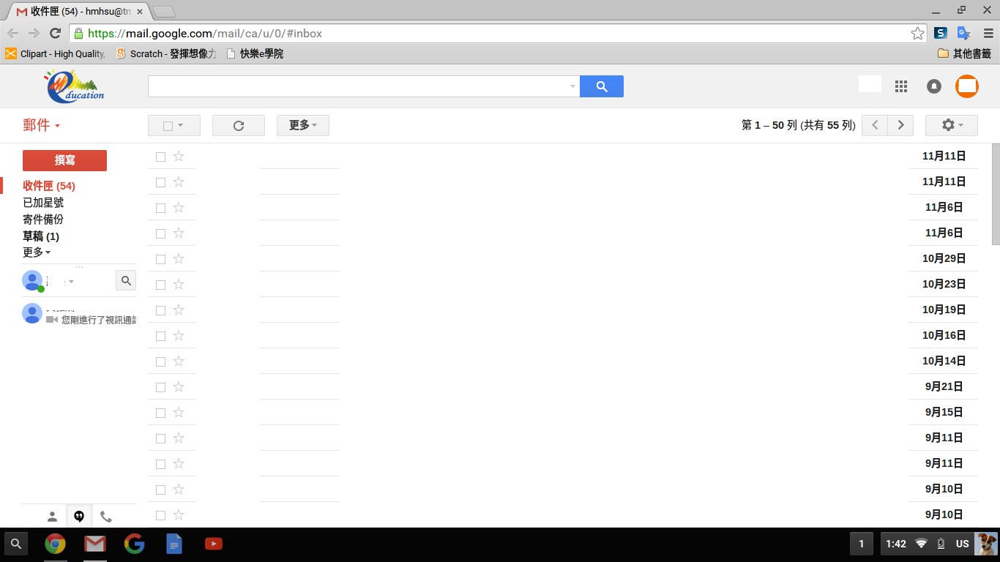 收件匣 (54) - hmhsu@tn
https://mail.google.com/mail/ca/u/0/#inbox
Clipart - High Quality, Scratch - 發揮想像力 快樂e學院 其他書籤
ducation
郵件 更多 第 1 – 50 列 (共有 55 列)
撰寫
收件匣 (54)
已加星號
寄件備份
草稿 (1)
更多
您剛進行了視訊通話
11月11日
11月11日
11月6日
11月6日
10月29日
10月23日
10月19日
10月16日
10月14日
9月21日
9月15日
9月11日
9月11日
9月10日
9月10日
1 1:42 US